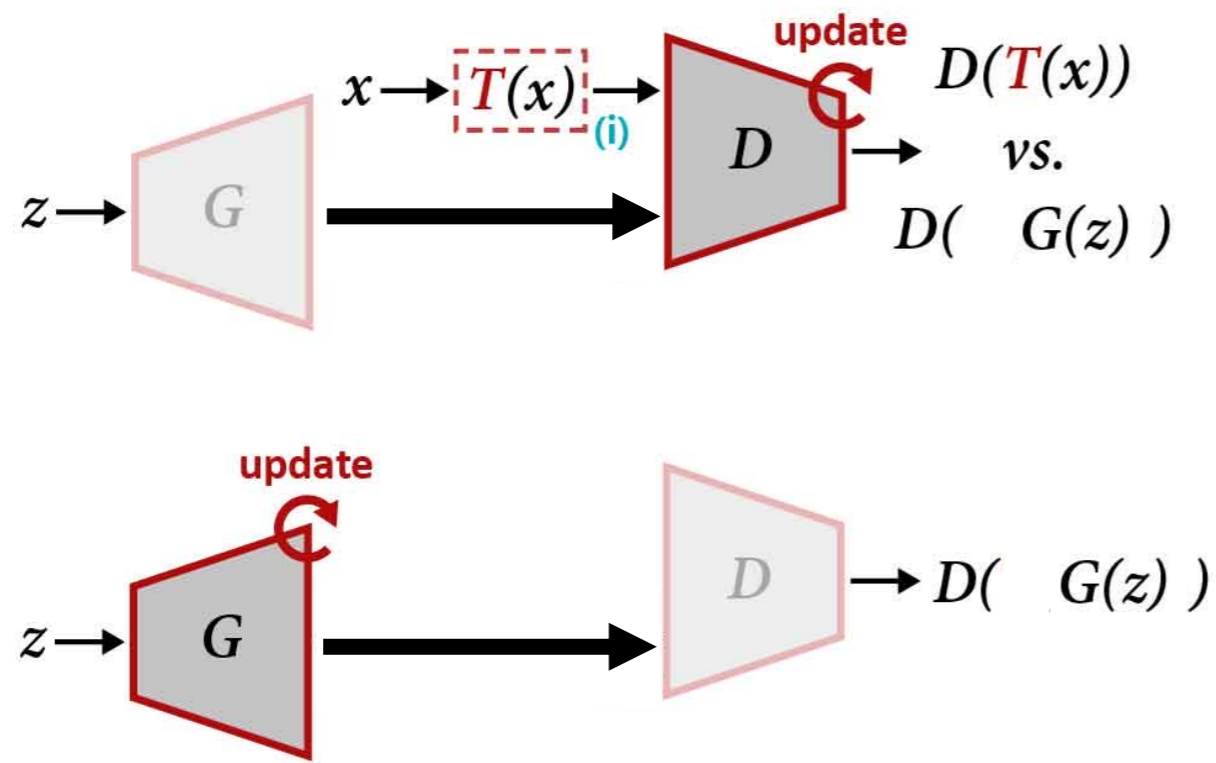 update
x T(x) (i) D D(T(x))
vs.
z G D( G(z) )
update
z G D D( G(z) )